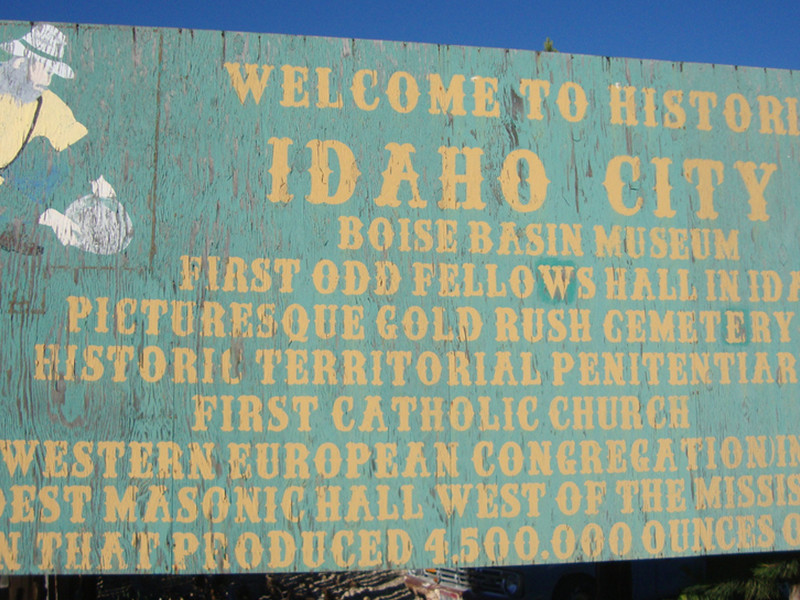 WELCOME TO HISTORI
IDAHO CITY
BOISE BASIN MUSEUM
FIRST ODD FELLOWS HALL IN IDA
PICTURESQUE GOLD RUSH CEMETERY
HISTORIC TERRITORIAL PENITENTIAR
FIRST CATHOLIC CHURCH
WESTERN EUROPEAN CONGREGATION)IN
DEST MASONIC HALL WEST OF THE MISSIS
N THAT PRODUCED 4,500.000 OUNCES O